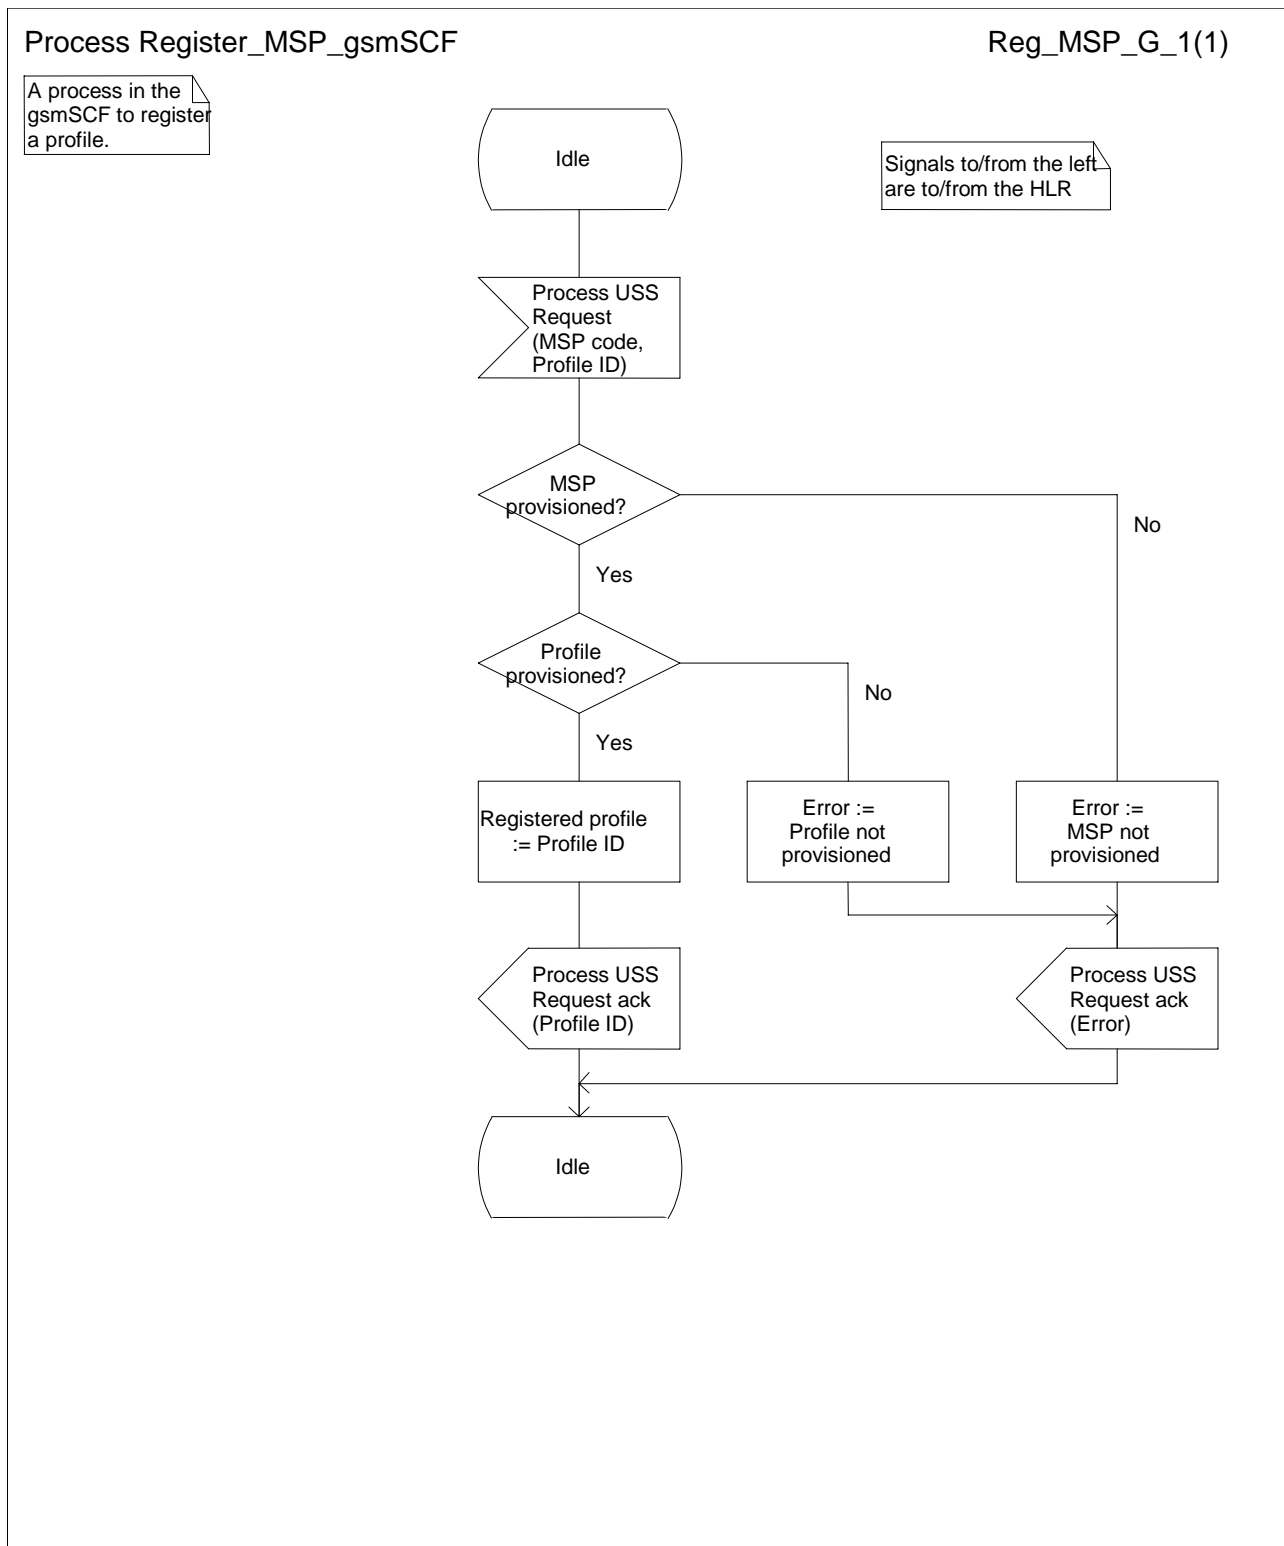 Process Register_MSP_gsmSCF
Reg_MSP_G_1(1)
A process in the
gsmSCF to register
a profile.
Idle
Signals to/from the left
are to/from the HLR
Process USS
Request
(MSP code,
Profile ID)
MSP
provisioned?
No
Yes
Profile
provisioned?
No
Yes
Registered profile
:= Profile ID
Error :=
Profile not
provisioned
Error :=
MSP not
provisioned
Process USS
Request ack
(Profile ID)
Process USS
Request ack
(Error)
Idle